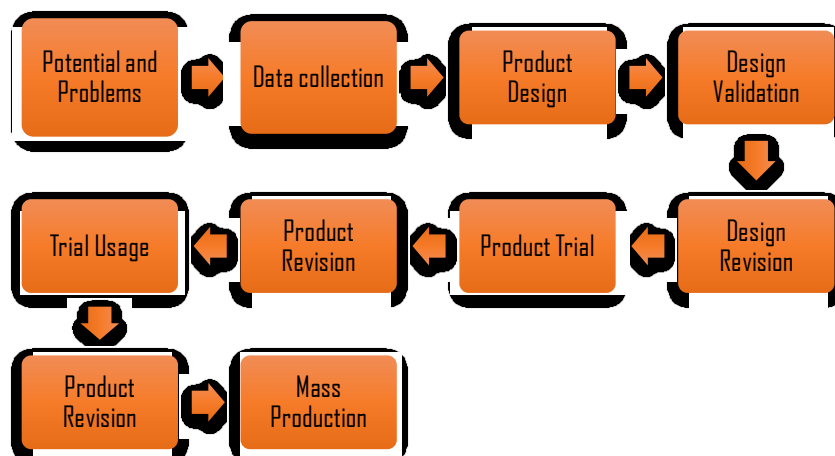 Potential and
Problems
Data collection
Product
Design
Design
Validation
Design
Revision
Product Trial
Product
Revision
Trial Usage
Product
Revision
Mass
Production